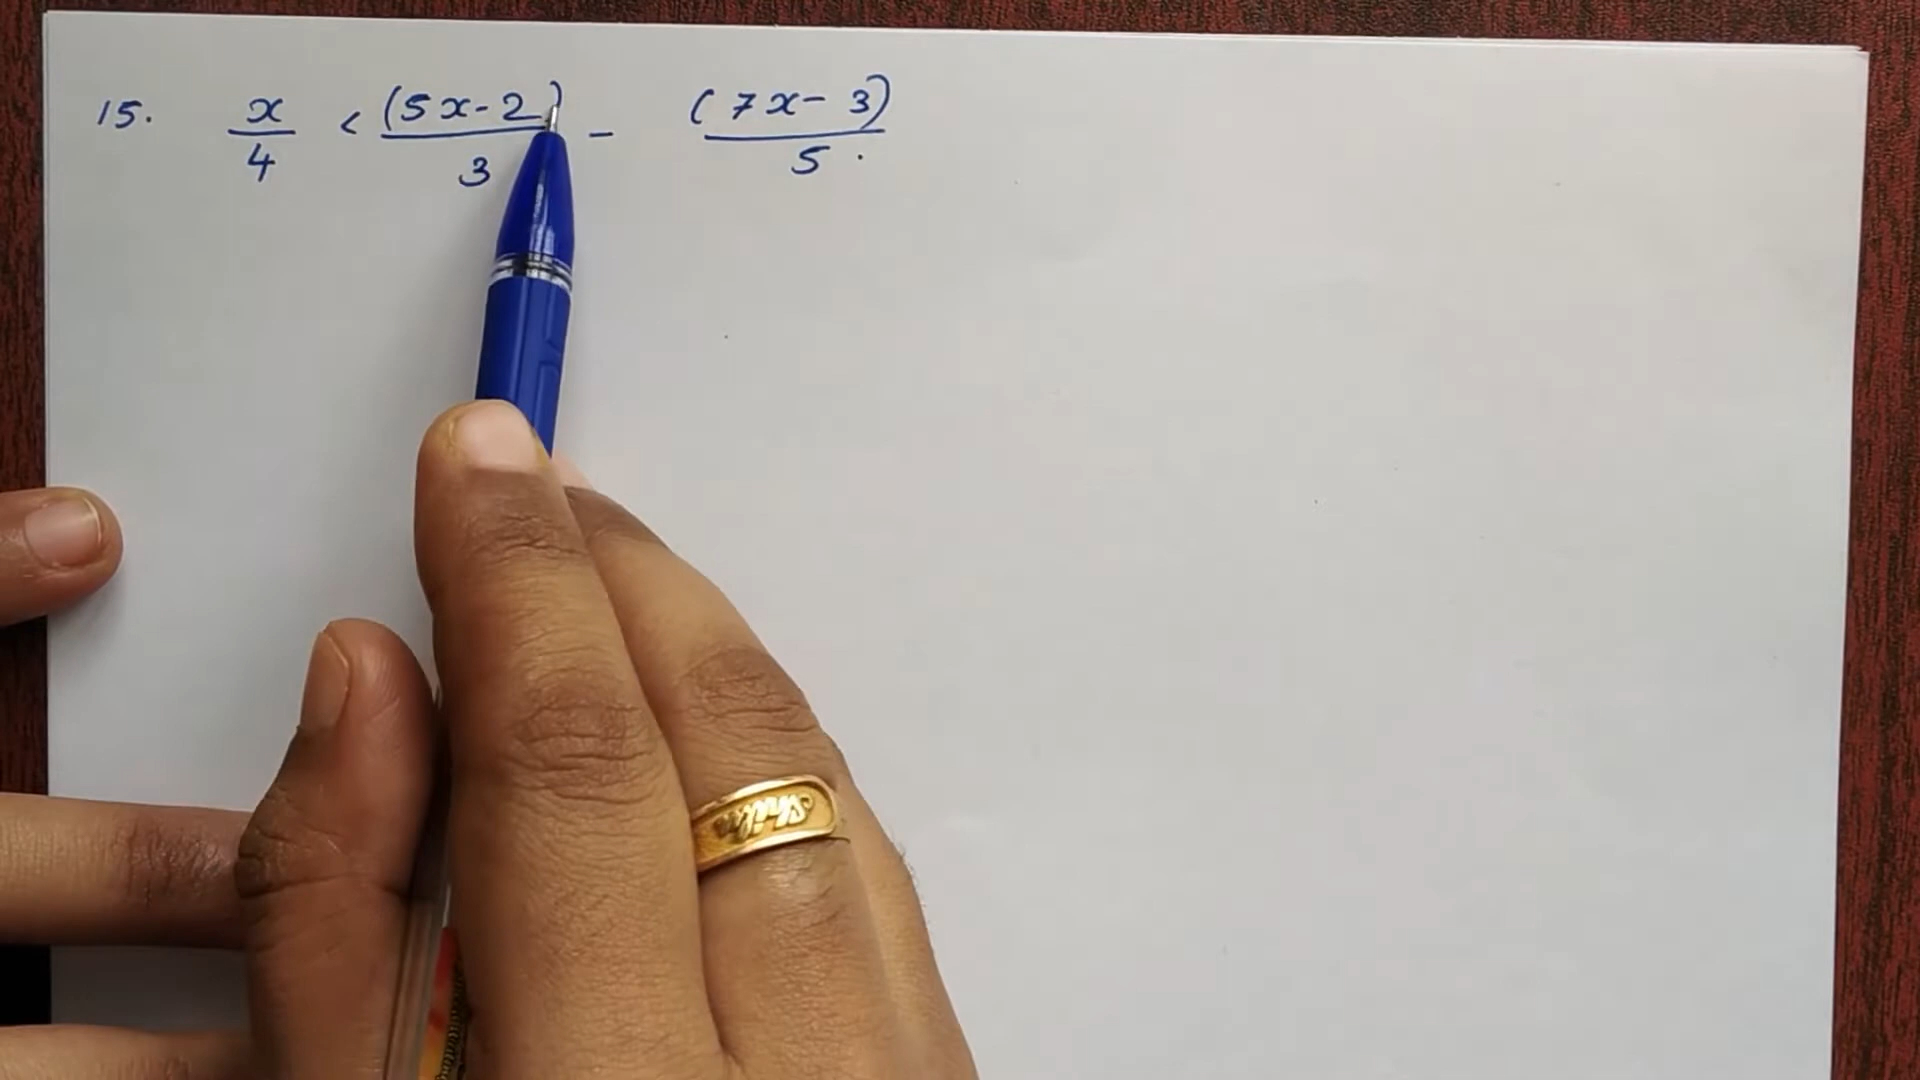 15. x/4 < (5x-2)/3 - (7x-3)/5.